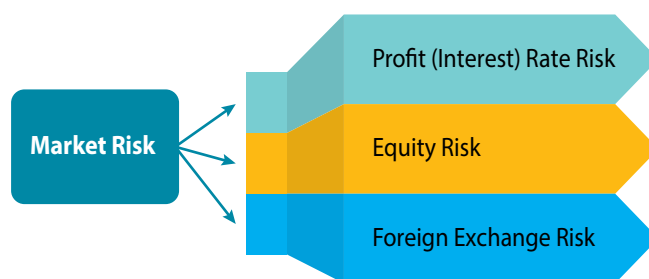 Market Risk
Profit (Interest) Rate Risk
Equity Risk
Foreign Exchange Risk